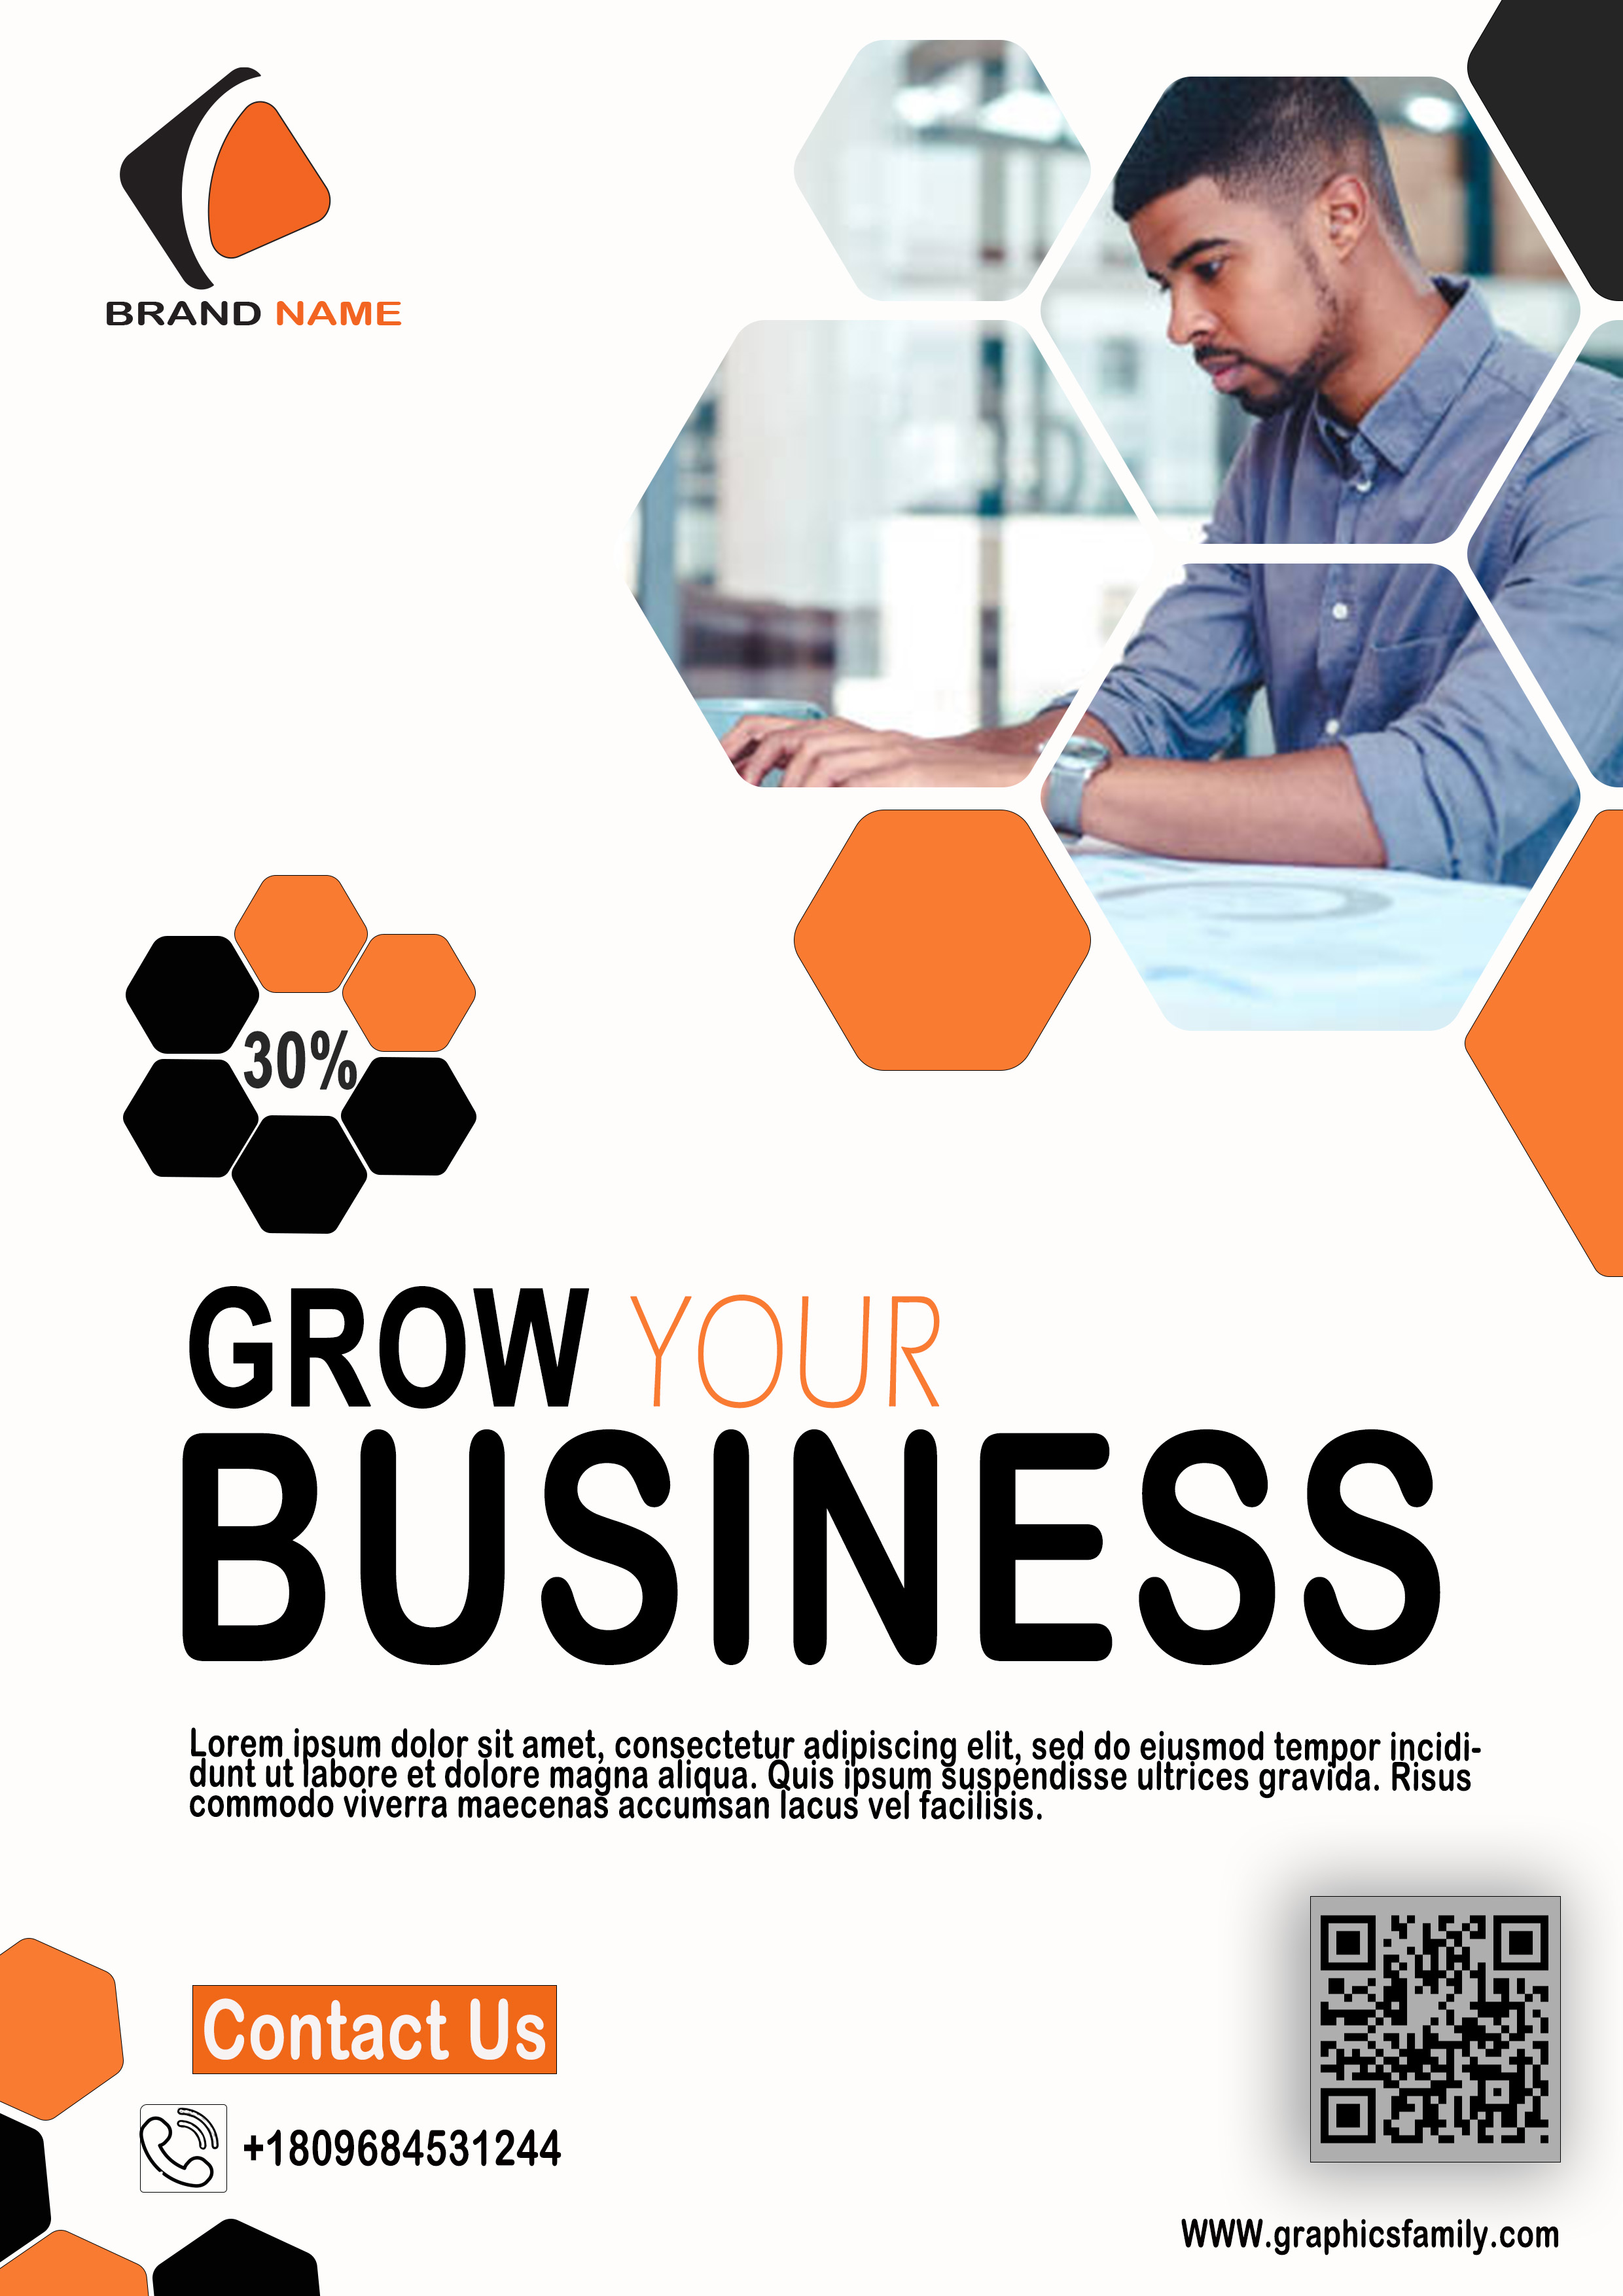 BRAND NAME
30%
GROW YOUR
BUSINESS
Lorem ipsum dolor sit amet, consectetur adipiscing elit, sed do eiusmod tempor incidi-
dunt ut labore et dolore magna aliqua. Quis ipsum suspendisse ultrices gravida. Risus
commodo viverra maecenas accumsan lacus vel facilisis.
Contact Us
+1809684531244
WWW.graphicsfamily.com